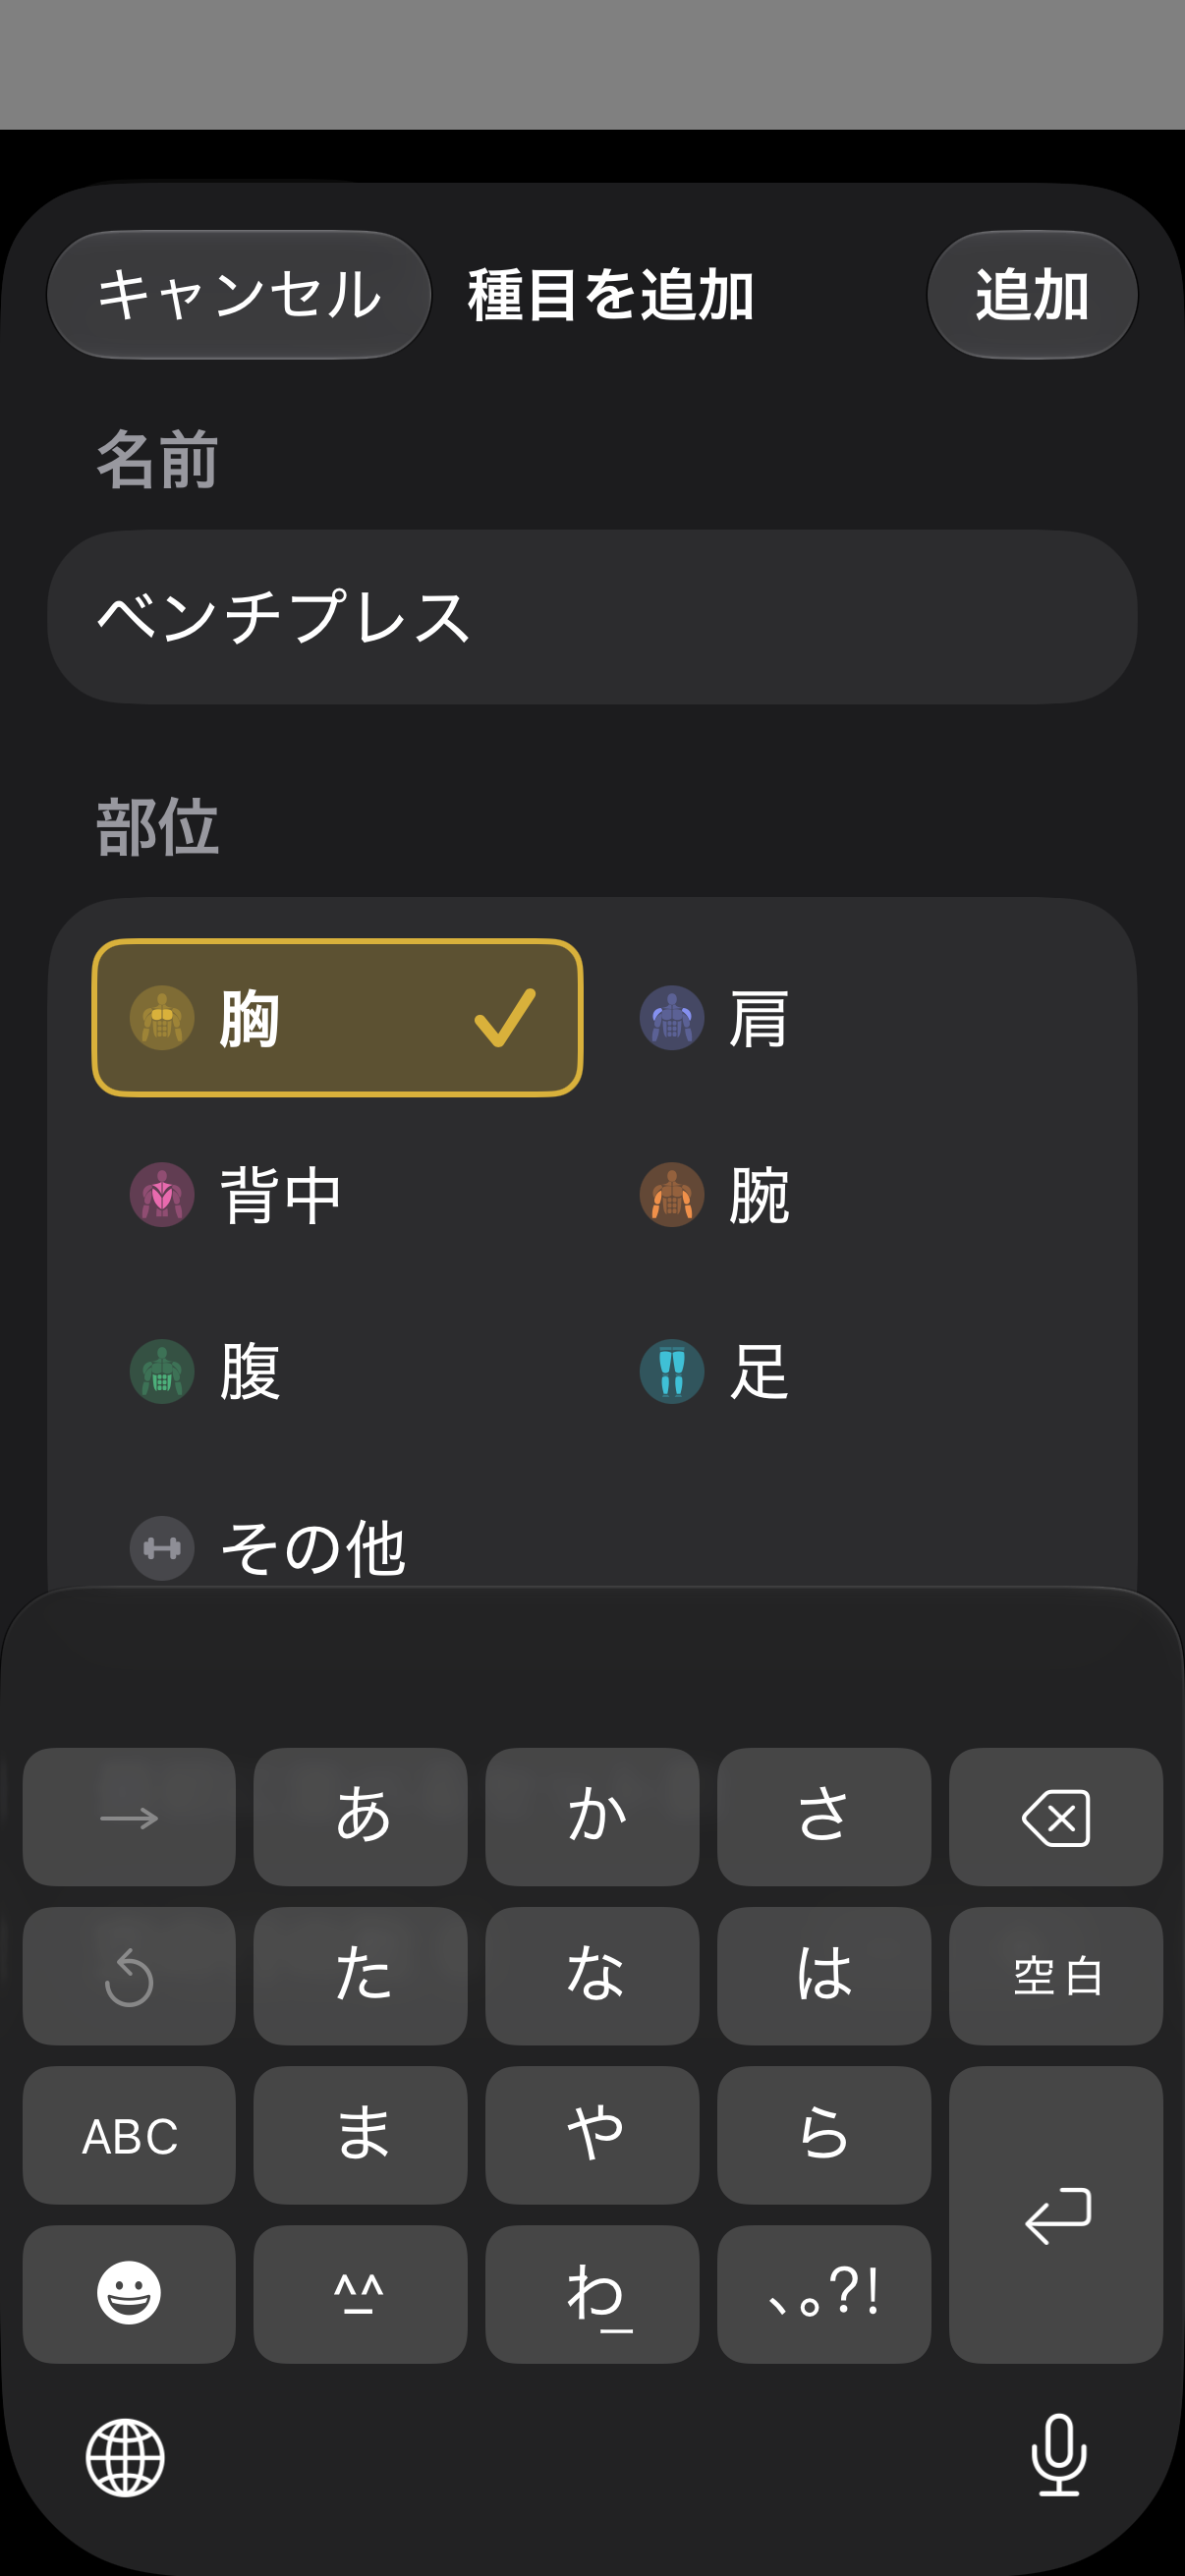 キャンセル 種目を追加 追加
名前
ベンチプレス
部位
胸 肩
背中 腕
腹 足
その他
→ あ か さ
た な は 空白
ABC ま や ら
^_^ わ_ 、。?!